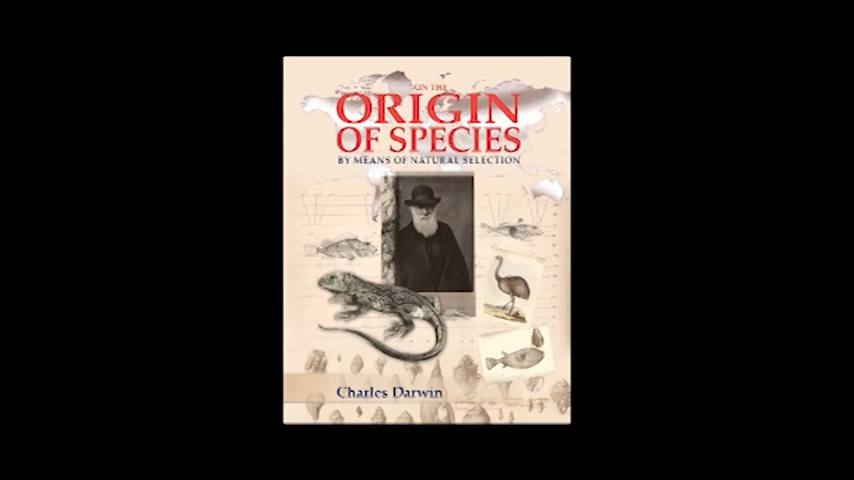 ON THE
ORIGIN
OF SPECIES
BY MEANS OF NATURAL SELECTION
Charles Darwin